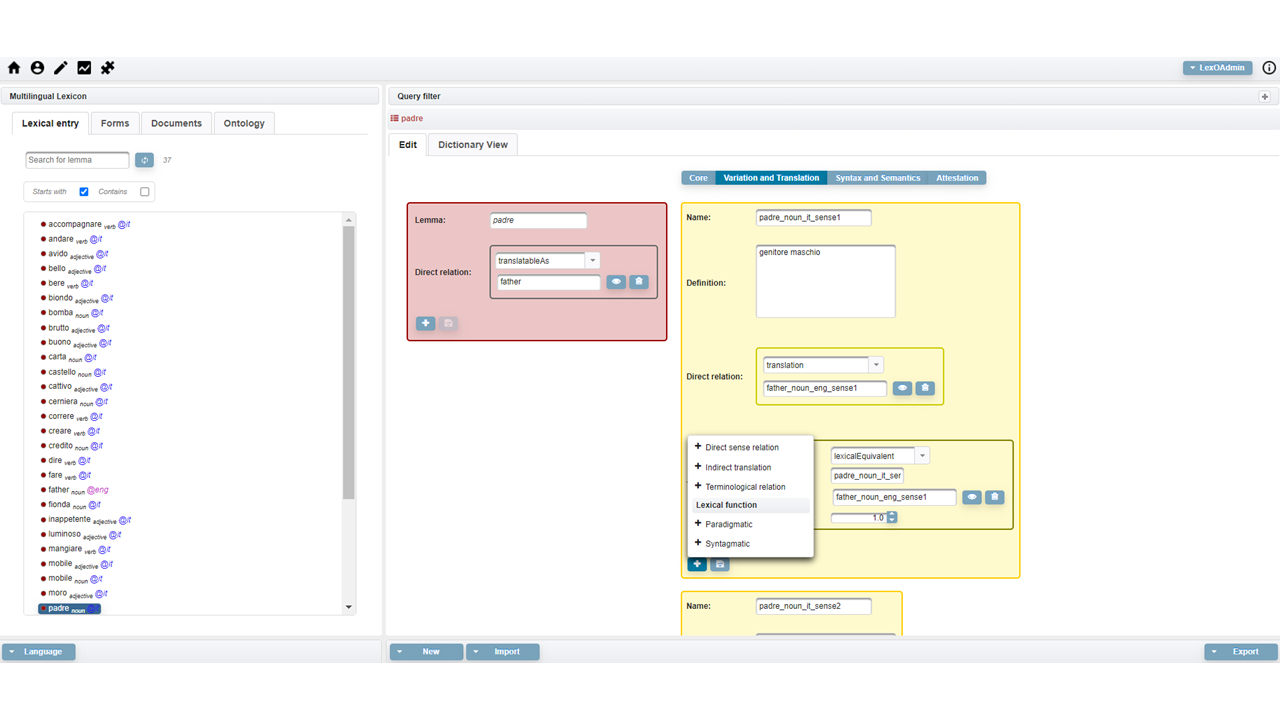 LexOAdmin
Multilingual Lexicon
Lexical entry
Forms
Documents
Ontology
Search for lemma
37
Starts with
Contains
accompagnare verb @it
andare verb @it
avido adjective @it
bello adjective @it
bere verb @it
biondo adjective @it
bomba noun @it
brutto adjective @it
buono adjective @it
carta noun @it
castello noun @it
cattivo adjective @it
cerniera noun @it
correre verb @it
creare verb @it
credito noun @it
dire verb @it
fare verb @it
father noun @eng
fionda noun @it
inappetente adjective @it
luminoso adjective @it
mangiare verb @it
mobile adjective @it
mobile noun @it
moro adjective @it
padre noun @it
Language
Query filter
padre
Edit
Dictionary View
Core
Variation and Translation
Syntax and Semantics
Attestation
Lemma:
padre
Direct relation:
translatableAs
father
Name:
padre_noun_it_sense1
Definition:
genitore maschio
Direct relation:
translation
father_noun_eng_sense1
Direct sense relation
Indirect translation
Terminological relation
Lexical function
Paradigmatic
Syntagmatic
lexicalEquivalent
padre_noun_it_ser
father_noun_eng_sense1
1.0
Name:
padre_noun_it_sense2
New
Import
Export